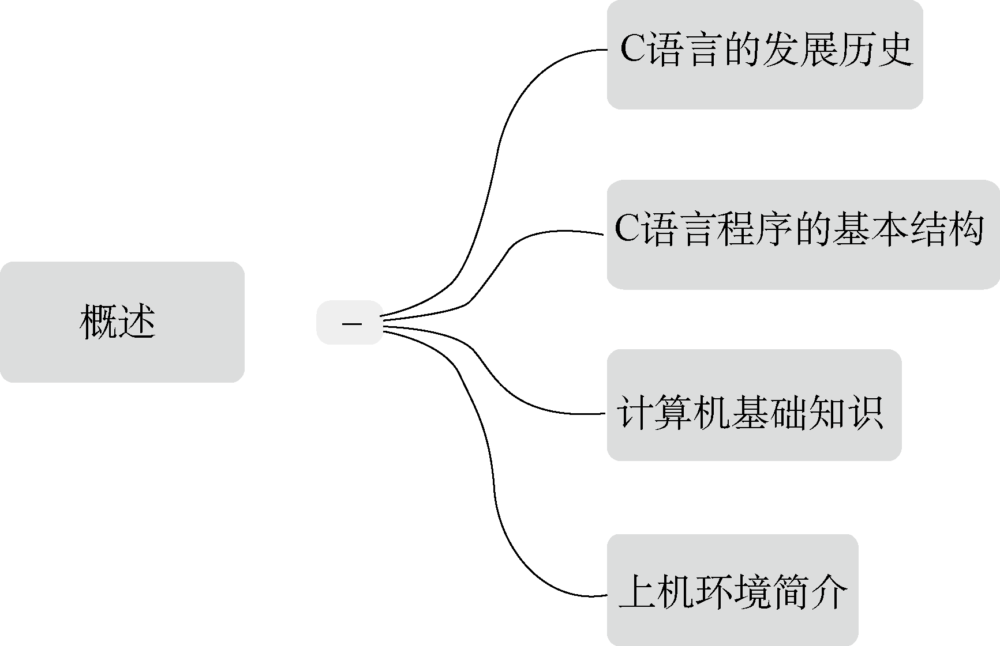 概述
C语言的发展历史
C语言程序的基本结构
计算机基础知识
上机环境简介